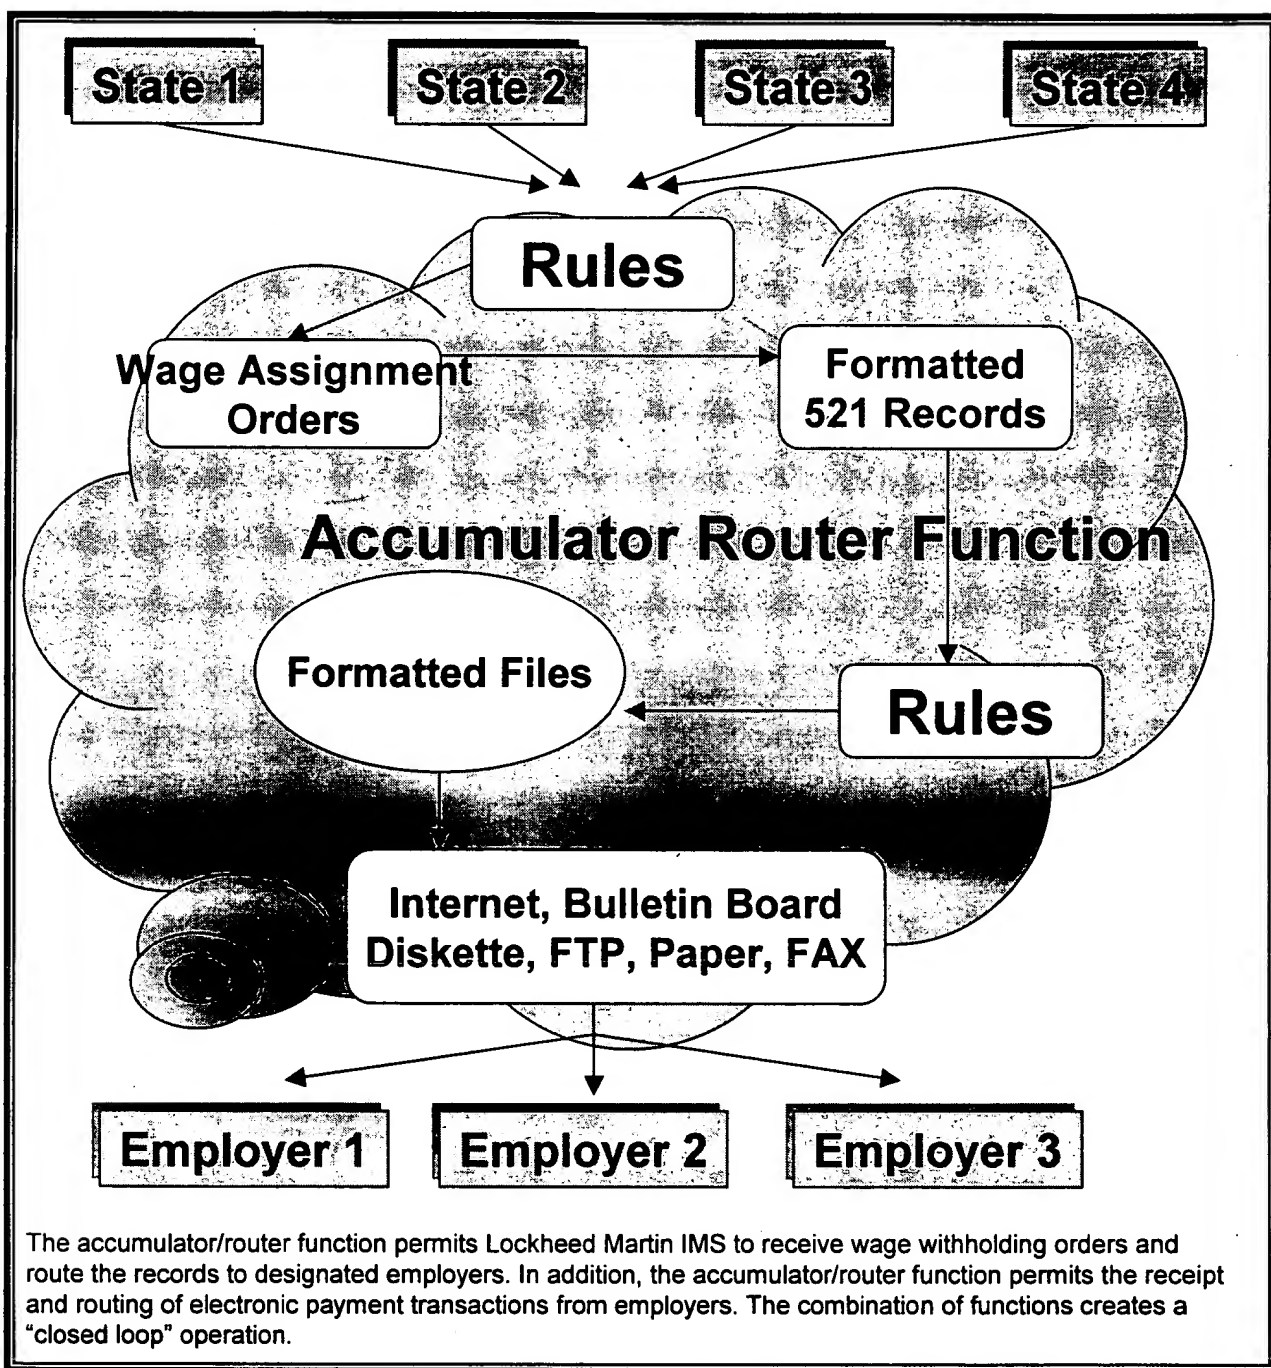 State 1 State 2 State 3 State 4
Rules
Wage Assignment
Orders
Formatted
521 Records
Accumulator Router Function
Formatted Files
Rules
Internet, Bulletin Board
Diskette, FTP, Paper, FAX
Employer 1 Employer 2 Employer 3
The accumulator/router function permits Lockheed Martin IMS to receive wage withholding orders and
route the records to designated employers. In addition, the accumulator/router function permits the receipt
and routing of electronic payment transactions from employers. The combination of functions creates a
“closed loop” operation.